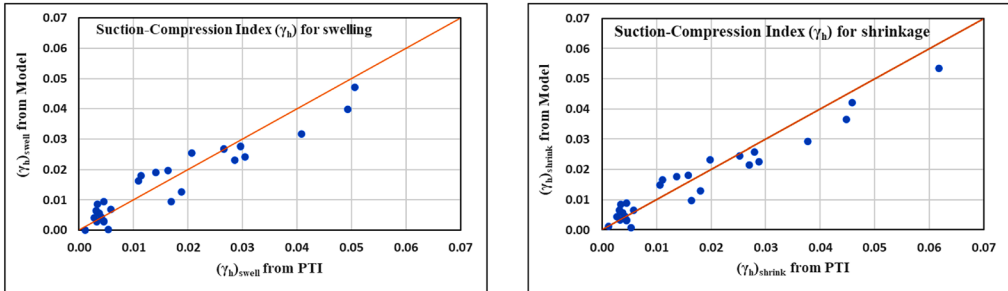 Suction-Compression Index (γh) for swelling
(γh)swell from Model
0.07
0.06
0.05
0.04
0.03
0.02
0.01
0.00
0.00 0.01 0.02 0.03 0.04 0.05 0.06 0.07
(γh)swell from PTI
Suction-Compression Index (γh) for shrinkage
(γh)shrink from Model
0.07
0.06
0.05
0.04
0.03
0.02
0.01
0.00
0.00 0.01 0.02 0.03 0.04 0.05 0.06 0.07
(γh)shrink from PTI